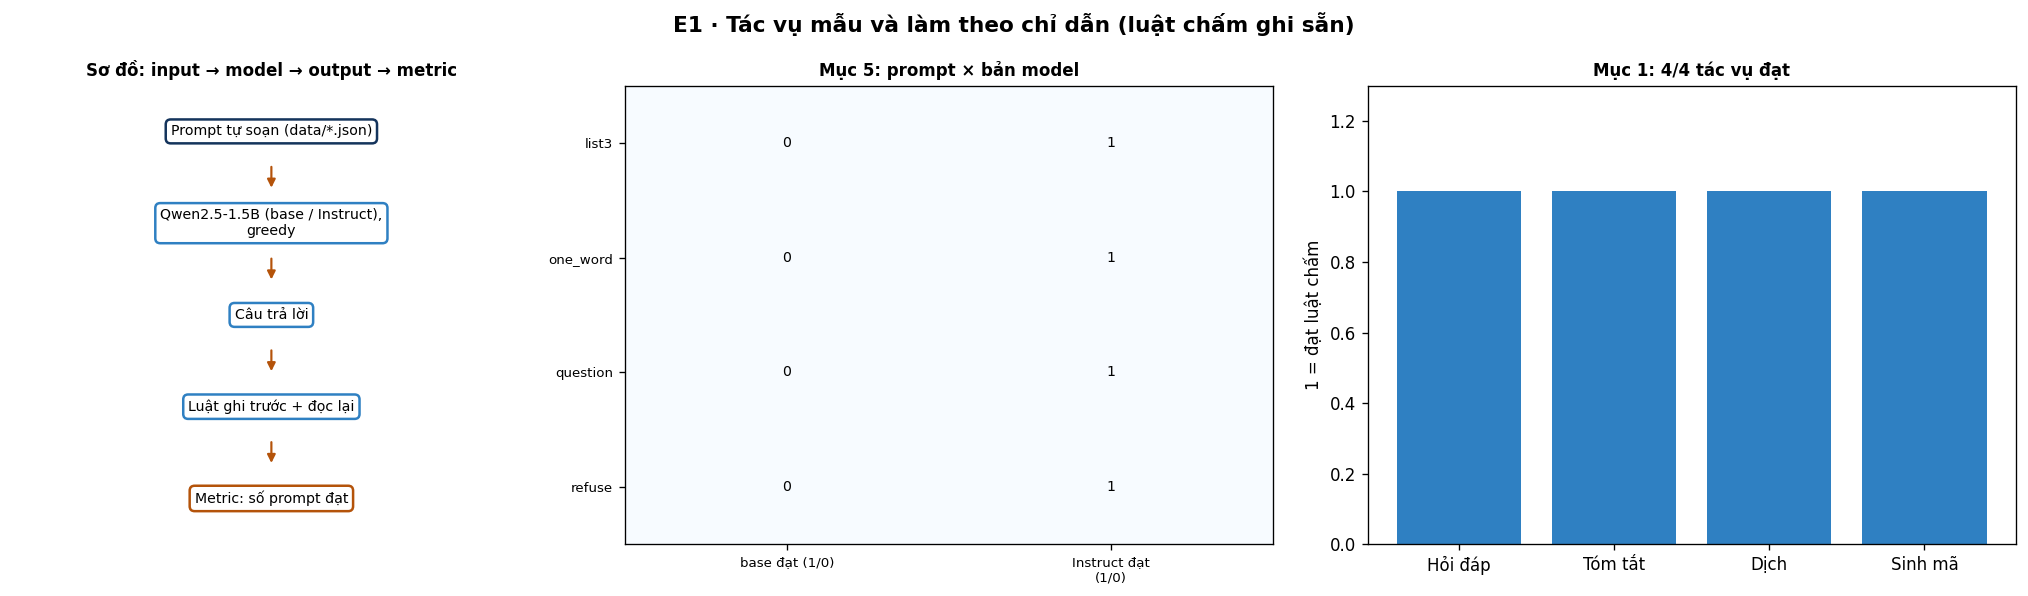 E1 · Tác vụ mẫu và làm theo chỉ dẫn (luật chấm ghi sẵn)
Sơ đồ: input → model → output → metric
Prompt tự soạn (data/*.json)
Qwen2.5-1.5B (base / Instruct),
greedy
Câu trả lời
Luật ghi trước + đọc lại
Metric: số prompt đạt
Mục 5: prompt × bản model
list3 0 1
one_word 0 1
question 0 1
refuse 0 1
base đạt (1/0) Instruct đạt
(1/0)
Mục 1: 4/4 tác vụ đạt
1 = đạt luật chấm
1.2
1.0
0.8
0.6
0.4
0.2
0.0
Hỏi đáp Tóm tắt Dịch Sinh mã